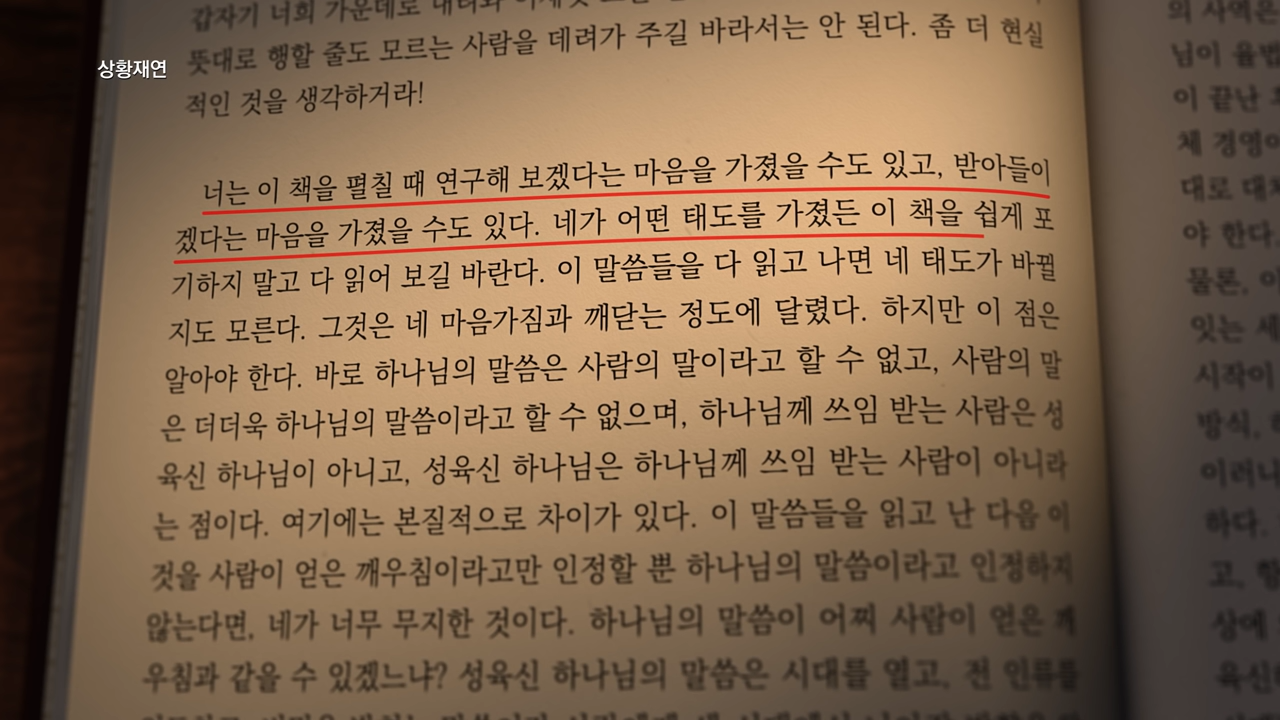 상황재연
갑자기 너희 가운데로
뜻대로 행할 줄도 모르는 사람을 데려가 주길 바라서는 안 된다. 좀 더 현실
적인 것을 생각하거라!
너는 이 책을 펼칠 때 연구해 보겠다는 마음을 가졌을 수도 있고, 받아들이
겠다는 마음을 가졌을 수도 있다. 네가 어떤 태도를 가졌든 이 책을 쉽게 포
기하지 말고 다 읽어 보길 바란다. 이 말씀들을 다 읽고 나면 네 태도가 바뀔
지도 모른다. 그것은 네 마음가짐과 깨닫는 정도에 달렸다. 하지만 이 점은
알아야 한다. 바로 하나님의 말씀은 사람의 말이라고 할 수 없고, 사람의 말
은 더더욱 하나님의 말씀이라고 할 수 없으며, 하나님께 쓰임 받는 사람은 성
육신 하나님이 아니고, 성육신 하나님은 하나님께 쓰임 받는 사람이 아니라
는 점이다. 여기에는 본질적으로 차이가 있다. 이 말씀들을 읽고 난 다음 이
것을 사람이 얻은 깨우침이라고만 인정할 뿐 하나님의 말씀이라고 인정하지
않는다면, 네가 너무 무지한 것이다. 하나님의 말씀이 어찌 사람이 얻은 깨
우침과 같을 수 있겠느냐? 성육신 하나님의 말씀은 시대를 열고, 전 인류를
의 사역은
님이 율법
이 끝난
체 경영
대로
야 한다.
물론,
잇는
시작이
방식,
이러
하다.
고,
상에
육신